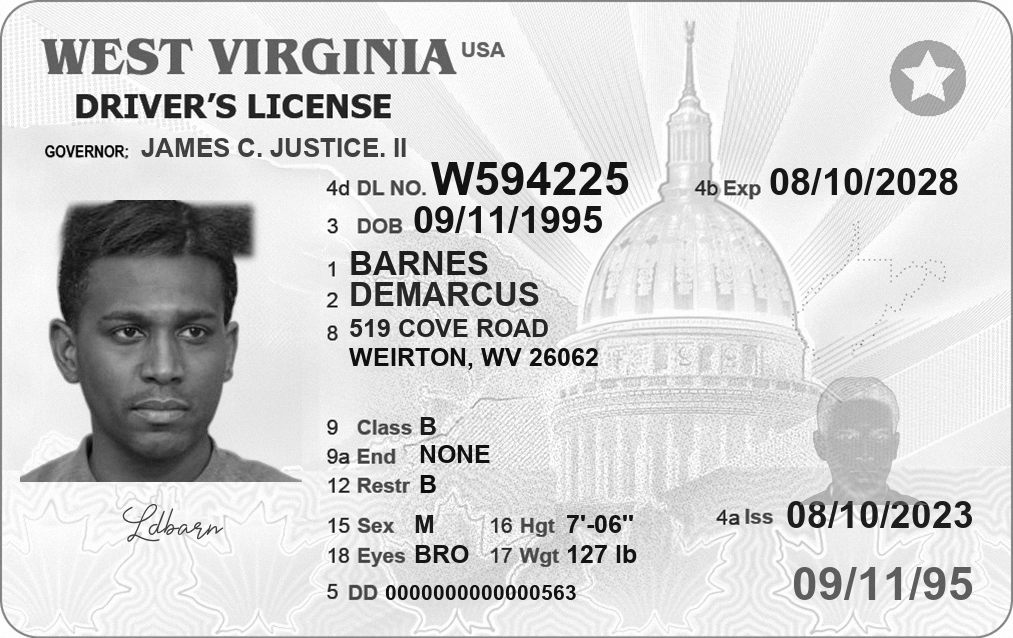 WEST VIRGINIA USA
DRIVER'S LICENSE
GOVERNOR: JAMES C. JUSTICE. II
4d DL NO. W594225 4b Exp 08/10/2028
3 DOB 09/11/1995
1 BARNES
2 DEMARCUS
8 519 COVE ROAD
WEIRTON, WV 26062
9 Class B
9a End NONE
12 Restr B
15 Sex M 16 Hgt 7'-06"
4a Iss 08/10/2023
18 Eyes BRO 17 Wgt 127 lb
5 DD 0000000000000563
09/11/95
Ldbarn